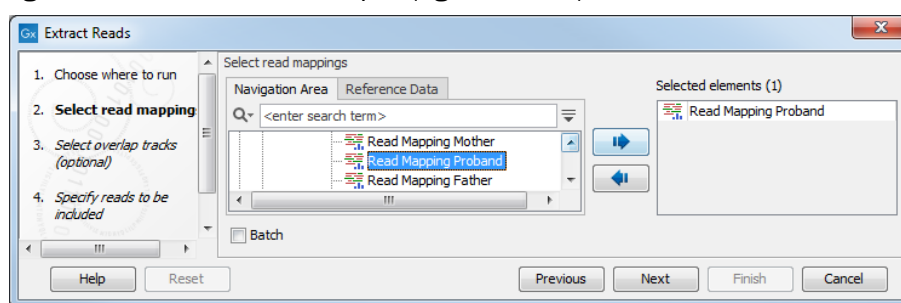 Gx Extract Reads
1. Choose where to run
2. Select read mapping
3. Select overlap tracks
(optional)
4. Specify reads to be
included
Select read mappings
Navigation Area Reference Data
<enter search term>
Read Mapping Mother
Read Mapping Proband
Read Mapping Father
Batch
Selected elements (1)
Read Mapping Proband
Help Reset Previous Next Finish Cancel